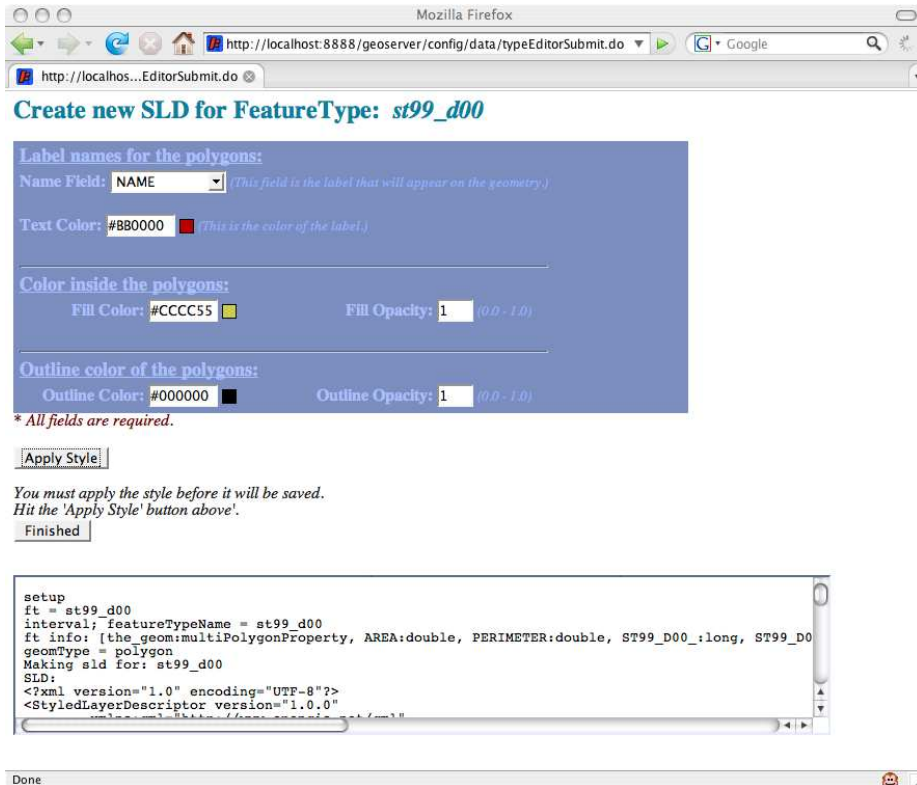 Mozilla Firefox
http://localhost:8888/geoserver/config/data/typeEditorSubmit.do
G Google
http://localhos...EditorSubmit.do
Create new SLD for FeatureType: st99_d00
Label names for the polygons:
Name Field: NAME (This field is the label that will appear on the geometry.)
Text Color: #BB0000 (This is the color of the label.)
Color inside the polygons:
Fill Color: #CCCC55 Fill Opacity: 1 (0.0 - 1.0)
Outline color of the polygons:
Outline Color: #000000 Outline Opacity: 1 (0.0 - 1.0)
* All fields are required.
Apply Style
You must apply the style before it will be saved.
Hit the 'Apply Style' button above'.
Finished
setup
ft = st99_d00
interval; featureTypeName = st99_d00
ft info: [the_geom:multiPolygonProperty, AREA:double, PERIMETER:double, ST99_D00_:long, ST99_D0
geomType = polygon
Making sld for: st99_d00
SLD:
<?xml version="1.0" encoding="UTF-8"?>
<StyledLayerDescriptor version="1.0.0"
Done